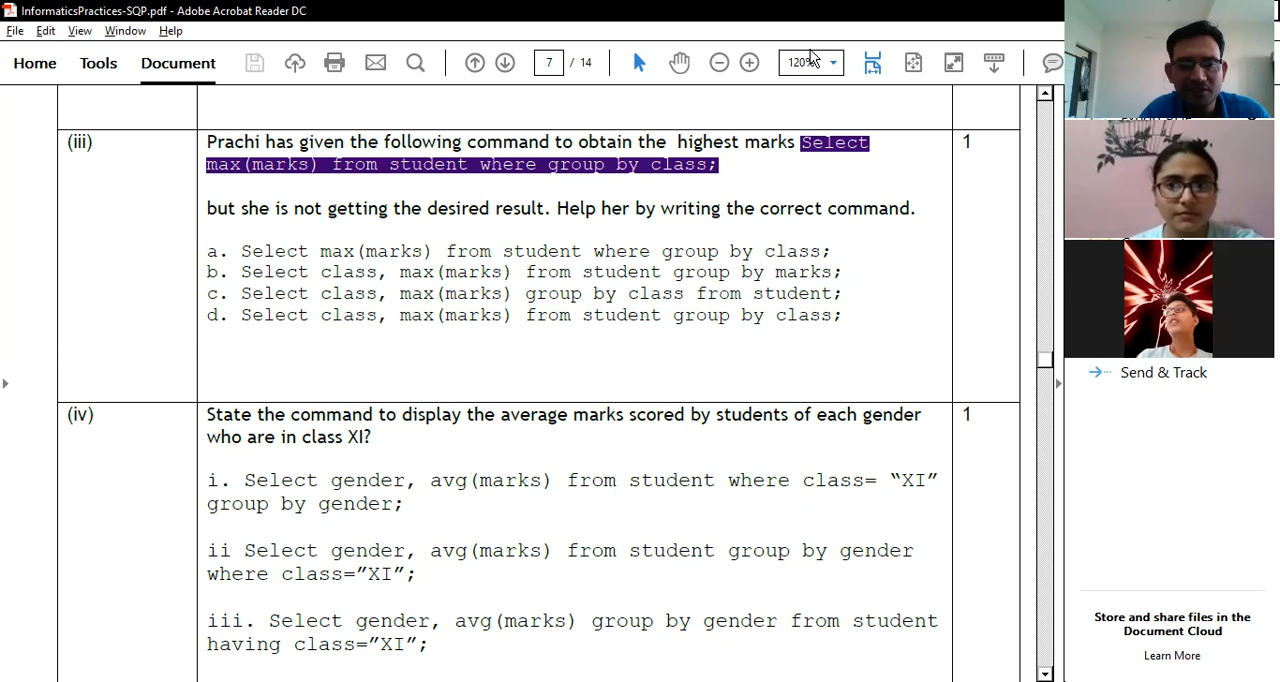 InformaticsPractices-SQP.pdf - Adobe Acrobat Reader DC
File Edit View Window Help
Home Tools Document 7 / 14 120%
(iii) Prachi has given the following command to obtain the highest marks Select 1
max(marks) from student where group by class;
but she is not getting the desired result. Help her by writing the correct command.
a. Select max(marks) from student where group by class;
b. Select class, max(marks) from student group by marks;
c. Select class, max(marks) group by class from student;
d. Select class, max(marks) from student group by class;
Send & Track
(iv) State the command to display the average marks scored by students of each gender 1
who are in class XI?
i. Select gender, avg(marks) from student where class= “XI”
group by gender;
ii Select gender, avg(marks) from student group by gender
where class=”XI”;
iii. Select gender, avg(marks) group by gender from student
having class=”XI”;
Store and share files in the
Document Cloud
Learn More